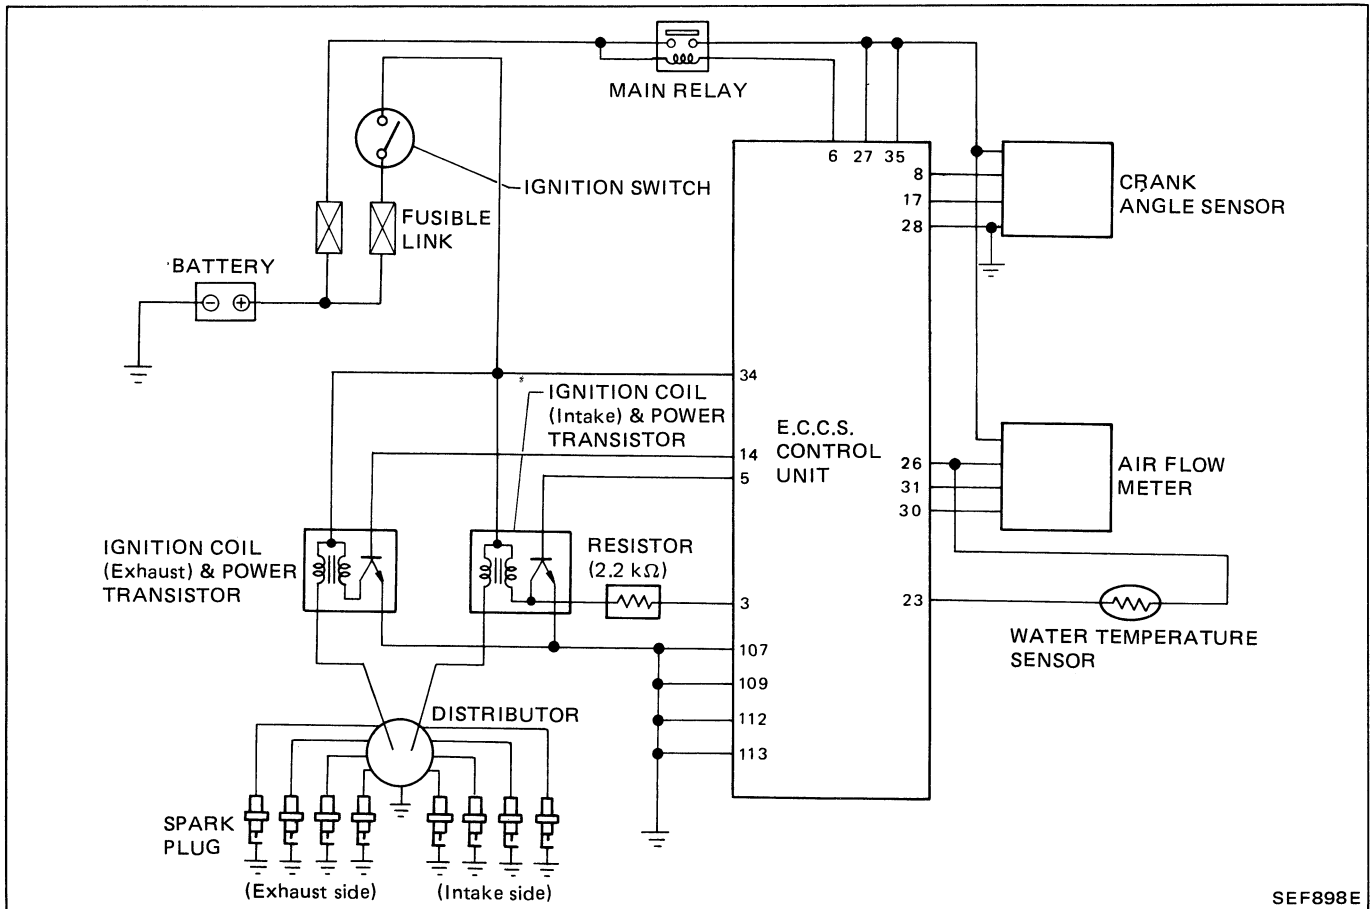 MAIN RELAY
6 27 35
8
17
28
CRANK
ANGLE SENSOR
IGNITION SWITCH
FUSIBLE
LINK
BATTERY
34
IGNITION COIL
(Intake) & POWER
TRANSISTOR
14
5
E.C.C.S.
CONTROL
UNIT
26
31
30
AIR FLOW
METER
IGNITION COIL
(Exhaust) & POWER
TRANSISTOR
RESISTOR
(2.2 kΩ)
3
23
WATER TEMPERATURE
SENSOR
107
109
112
113
DISTRIBUTOR
SPARK
PLUG
(Exhaust side)
(Intake side)
SEF898E